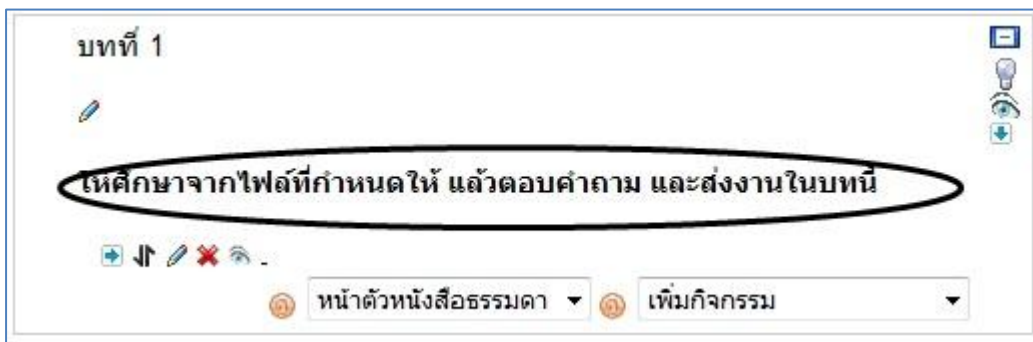 บทที่ 1
ให้ศึกษาจากไฟล์ที่กำหนดให้ แล้วตอบคำถาม และส่งงานในบทนี้
หน้าตัวหนังสือธรรมดา เพิ่มกิจกรรม